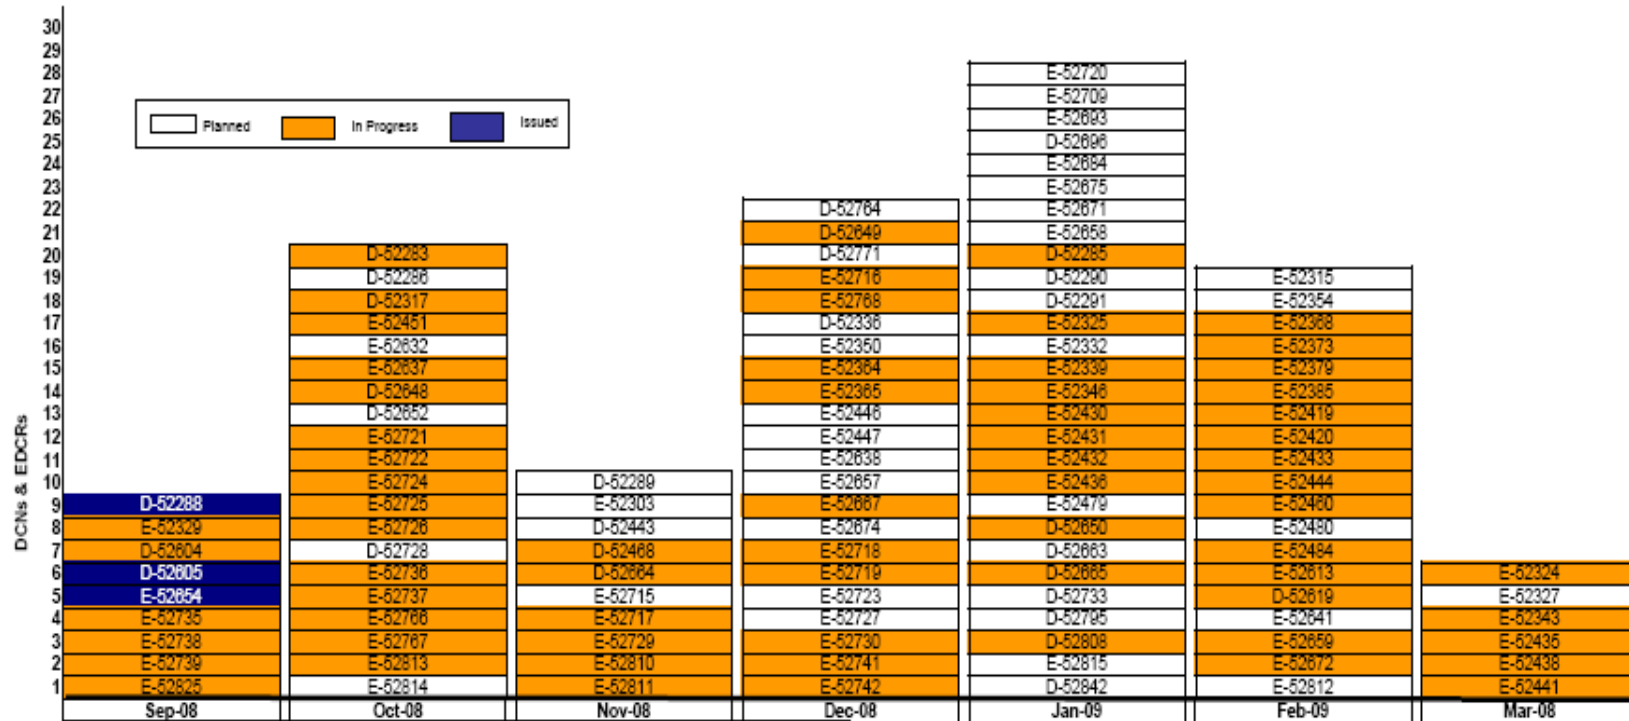 30
29
28 E-52720
27 E-52709
26 E-52693
25 D-52696
24 E-52684
23 E-52675
22 D-52764 E-52671
21 D-52649 E-52658
20 D-52283 D-52771 D-52285
19 D-52286 E-52716 D-52290 E-52315
18 D-52317 E-52768 D-52291 E-52354
17 E-52451 D-52336 E-52325 E-52368
16 E-52632 E-52350 E-52332 E-52373
15 E-52637 E-52364 E-52339 E-52379
14 D-52648 E-52365 E-52346 E-52385
13 D-52652 E-52446 E-52430 E-52419
12 E-52721 E-52447 E-52431 E-52420
11 E-52722 E-52638 E-52432 E-52433
10 E-52724 D-52289 E-52657 E-52436 E-52444
9 D-52288 E-52725 E-52303 E-52667 E-52479 E-52460
8 E-52329 E-52726 D-52443 E-52674 D-52650 E-52480
7 D-52604 D-52728 D-52468 E-52718 D-52663 E-52484
6 D-52605 E-52736 D-52664 E-52719 D-52665 E-52613 E-52324
5 E-52654 E-52737 E-52715 E-52723 D-52733 D-52619 E-52327
4 E-52735 E-52766 E-52717 E-52727 D-52795 E-52641 E-52343
3 E-52738 E-52767 E-52729 E-52730 D-52808 E-52659 E-52435
2 E-52739 E-52813 E-52810 E-52741 E-52815 E-52672 E-52438
1 E-52825 E-52814 E-52811 E-52742 D-52842 E-52812 E-52441
Sep-08 Oct-08 Nov-08 Dec-08 Jan-09 Feb-09 Mar-08
DCNs & EDCRs
Planned In Progress Issued